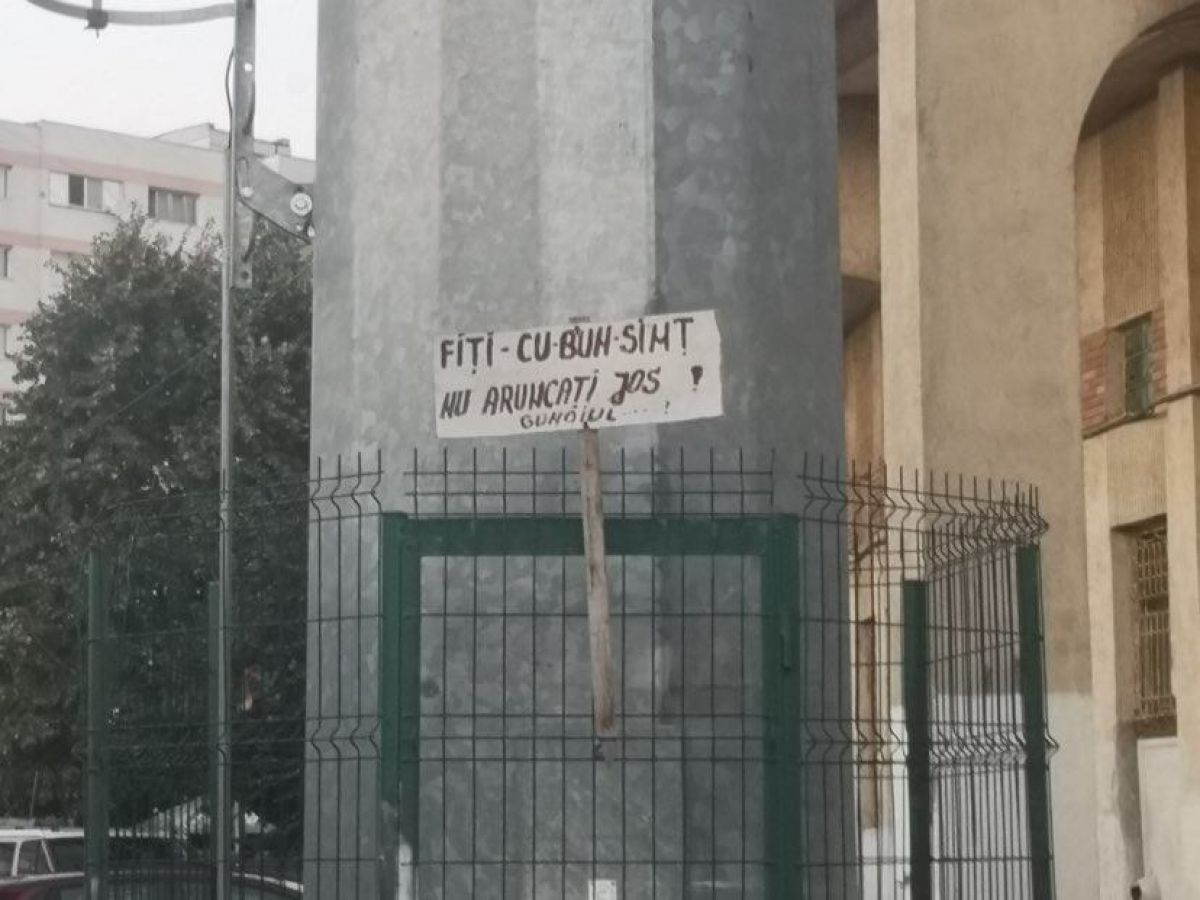 FIȚI - CU - BUN - SIMȚ
NU ARUNCAȚI JOS !
GUNOIUL ... !